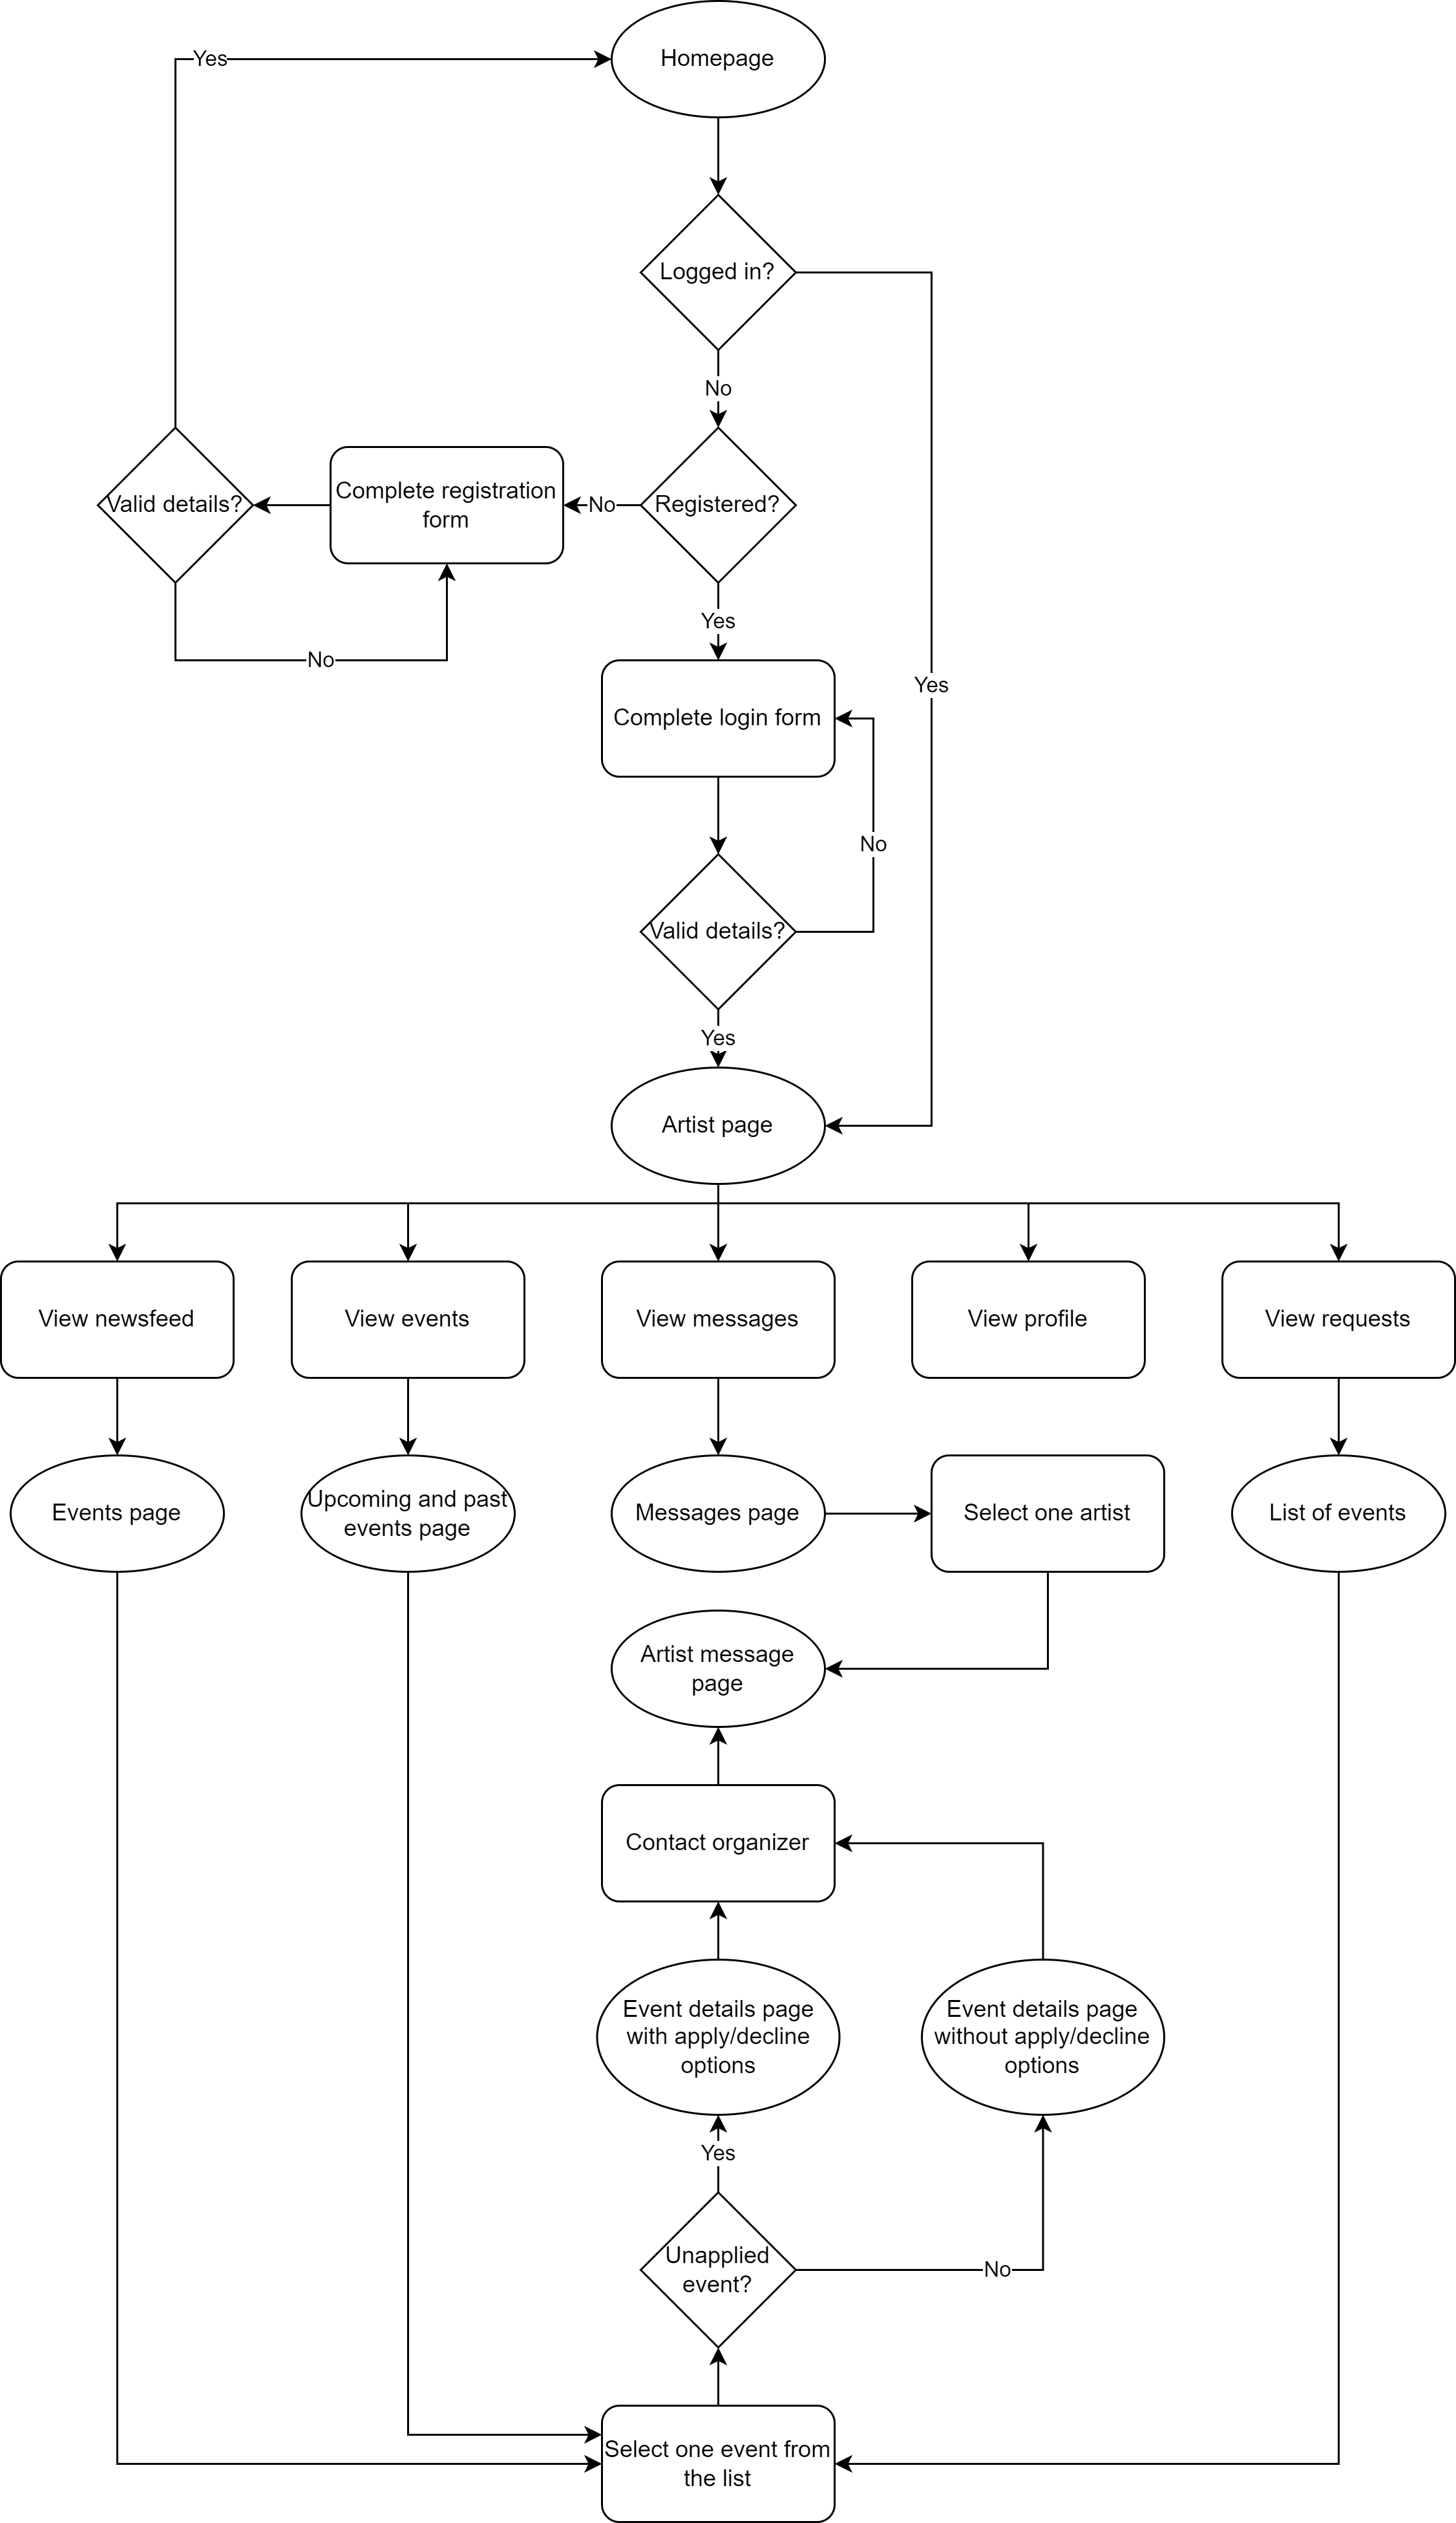 Homepage
Yes
Logged in?
No
Valid details?
Complete registration
form
No
Registered?
No
Yes
Yes
Complete login form
No
Valid details?
Yes
Artist page
View newsfeed
View events
View messages
View profile
View requests
Events page
Upcoming and past
events page
Messages page
Select one artist
List of events
Artist message
page
Contact organizer
Event details page
with apply/decline
options
Event details page
without apply/decline
options
Yes
Unapplied
event?
No
Select one event from
the list